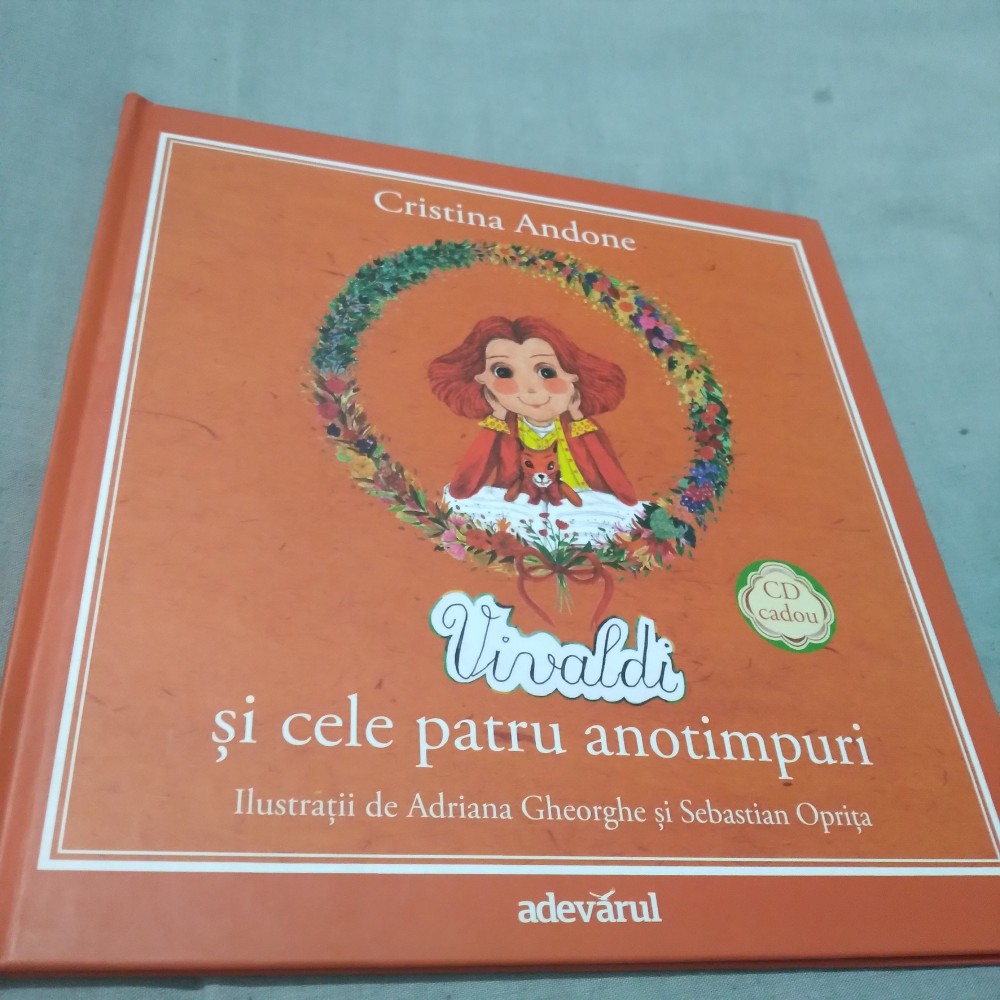 Cristina Andone
CD
cadou
Vivaldi
și cele patru anotimpuri
Ilustrații de Adriana Gheorghe și Sebastian Oprița
adevărul